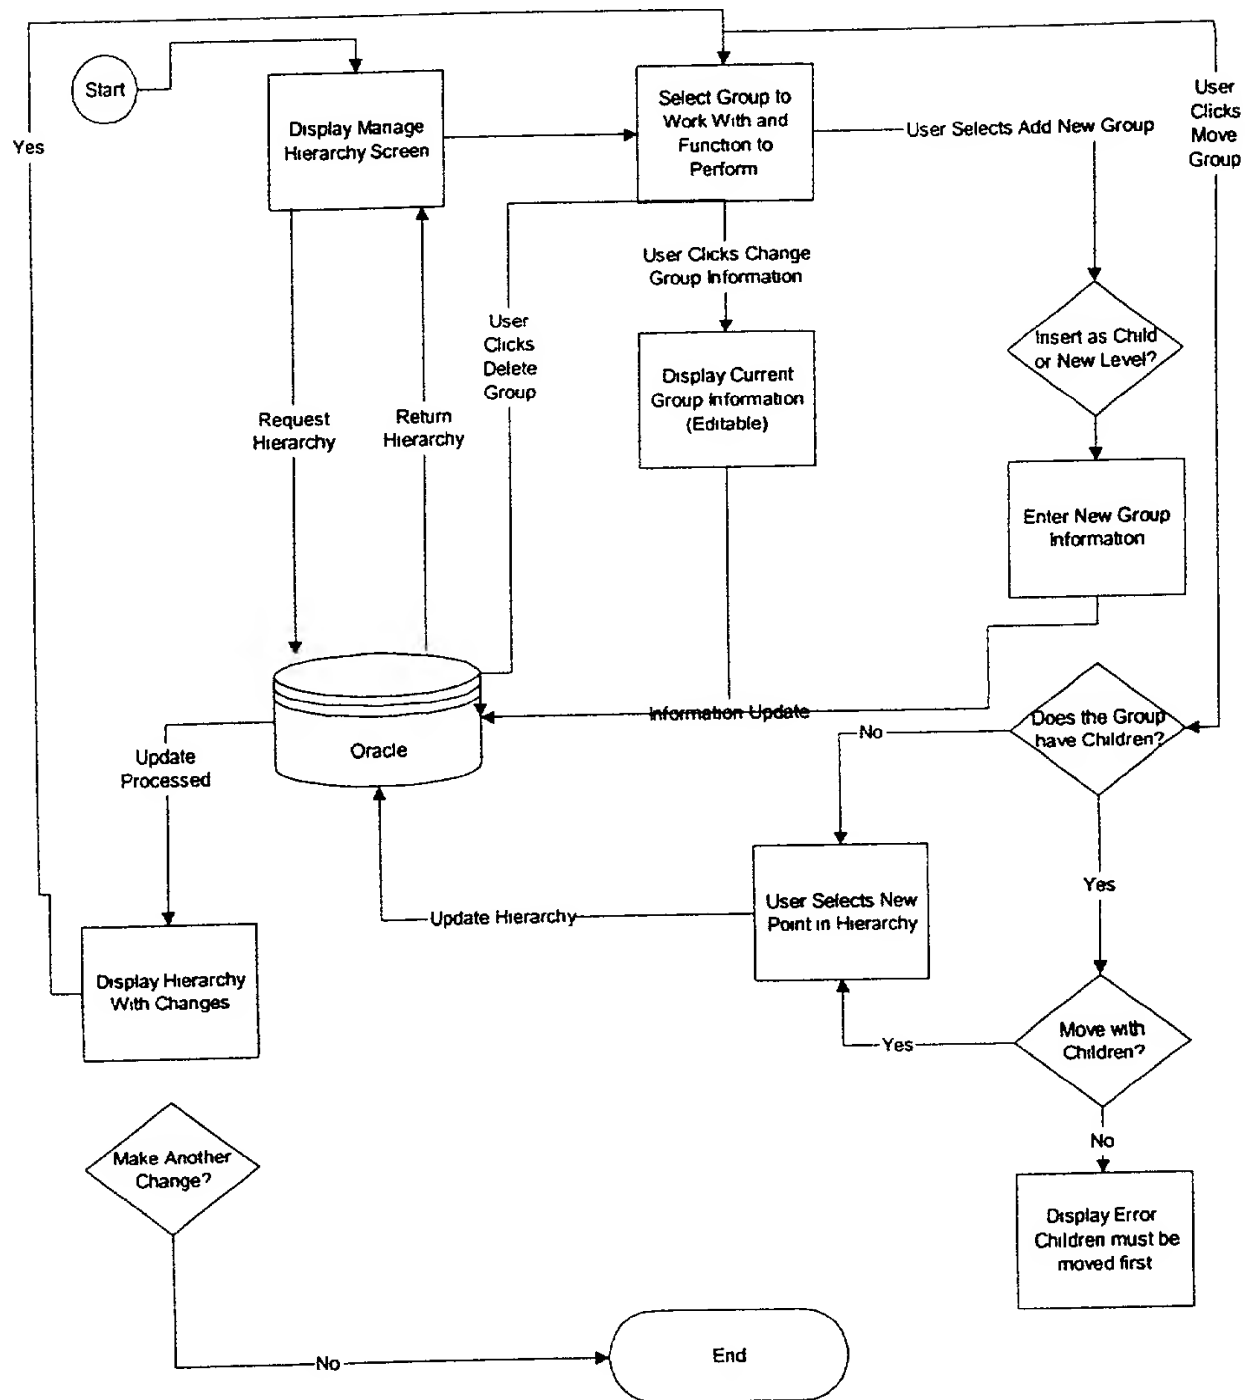 Start
Display Manage
Hierarchy Screen
Select Group to
Work With and
Function to
Perform
User Selects Add New Group
User
Clicks
Move
Group
Yes
User Clicks Change
Group Information
User
Clicks
Delete
Group
Insert as Child
or New Level?
Display Current
Group Information
(Editable)
Request
Hierarchy
Return
Hierarchy
Enter New Group
Information
Information Update
Does the Group
have Children?
No
Oracle
Update
Processed
Yes
User Selects New
Point in Hierarchy
Update Hierarchy
Display Hierarchy
With Changes
Move with
Children?
Yes
No
Make Another
Change?
Display Error
Children must be
moved first
No
End